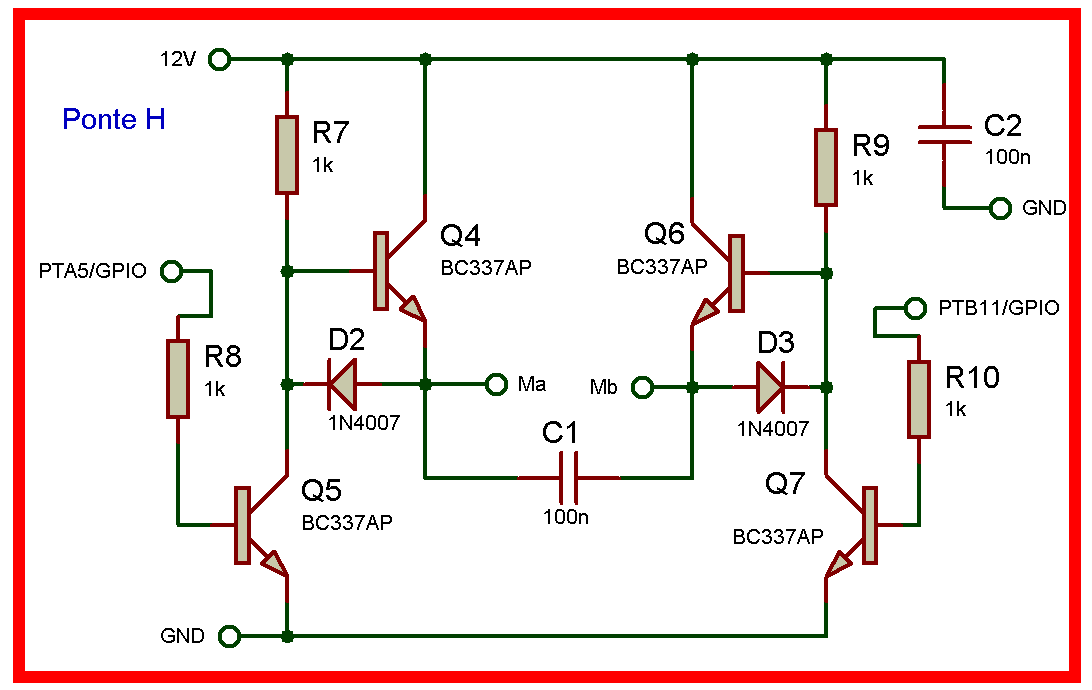 12V
Ponte H
R7
1k
R9
1k
C2
100n
GND
Q4
BC337AP
Q6
BC337AP
PTA5/GPIO
PTB11/GPIO
R8
1k
D2
1N4007
Ma
Mb
D3
1N4007
R10
1k
C1
100n
Q5
BC337AP
Q7
BC337AP
GND